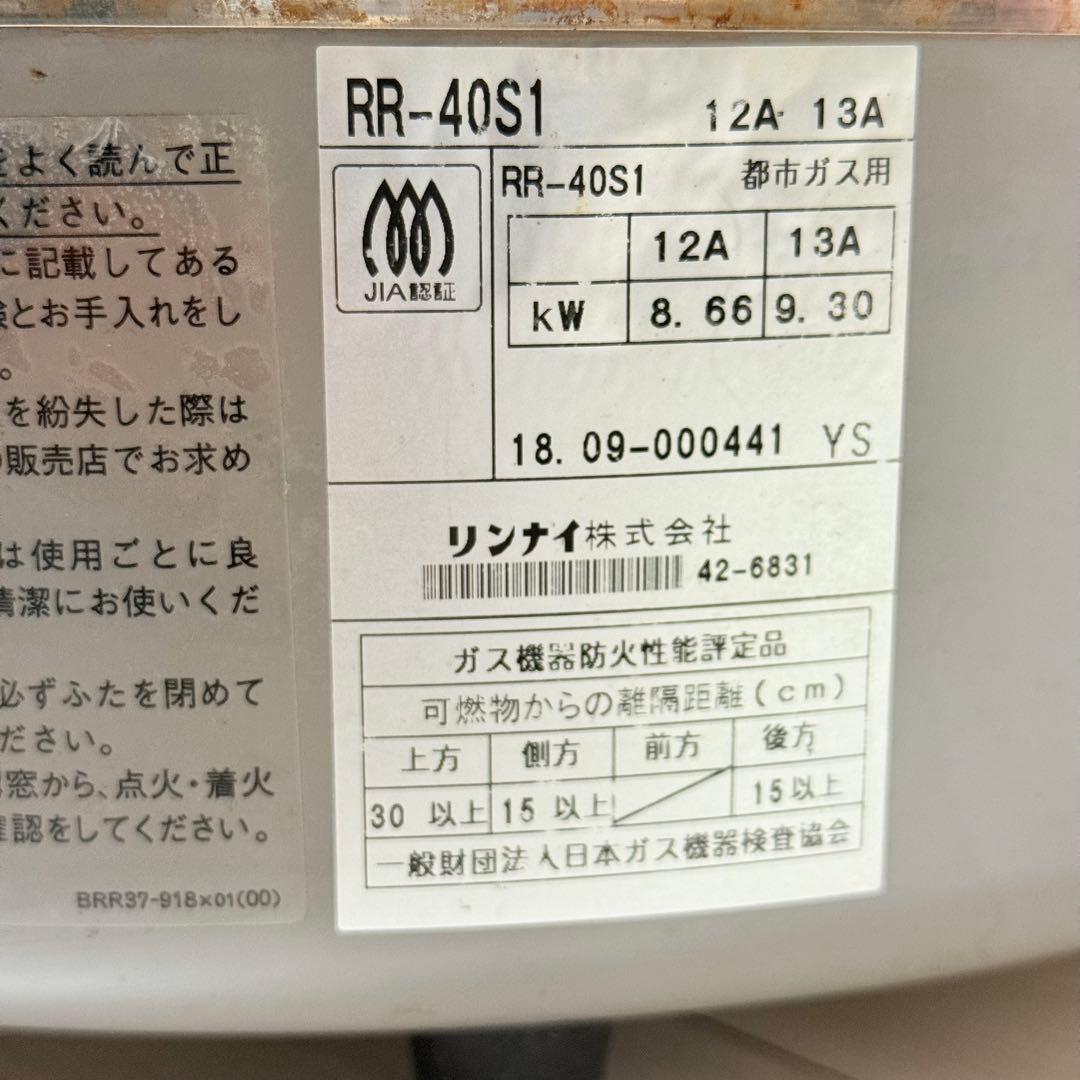 をよく読んで正
ください。
に記載してある
とお手入れをし
。
を紛失した際は
販売店でお求め
は使用ごとに良
清潔にお使いくだ
必ずふたを閉めて
ださい。
窓から、点火・着火
確認をしてください。
BRR37-918×01(00)
RR-40S1 12A・13A
JIA認証
RR-40S1 都市ガス用
12A 13A
kW 8.66 9.30
18.09-000441 YS
リンナイ株式会社
42-6831
ガス機器防火性能評定品
可燃物からの離隔距離(cm)
上方 側方 前方 後方
30 以上 15 以上 15以上
一般財団法人日本ガス機器検査協会